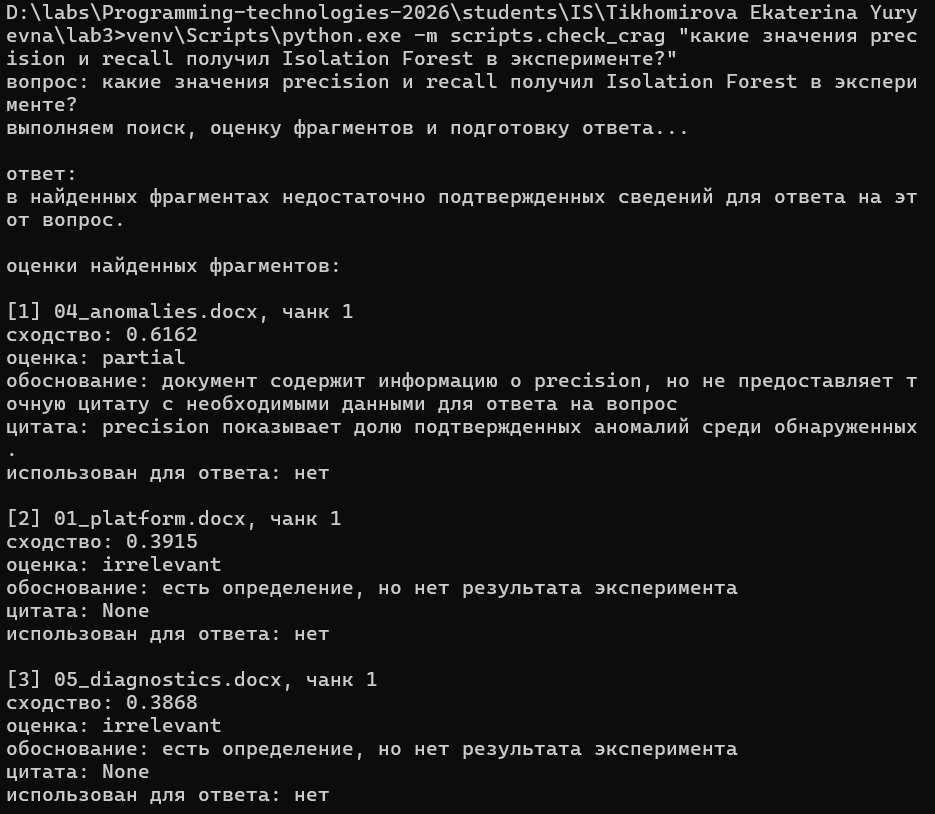 D:\labs\Programming-technologies-2026\students\IS\Tikhomirova Ekaterina Yury
evna\lab3>venv\Scripts\python.exe -m scripts.check_crag "какие значения prec
ision и recall получил Isolation Forest в эксперименте?"
вопрос: какие значения precision и recall получил Isolation Forest в экспери
менте?
выполняем поиск, оценку фрагментов и подготовку ответа...

ответ:
в найденных фрагментах недостаточно подтвержденных сведений для ответа на эт
от вопрос.

оценки найденных фрагментов:

[1] 04_anomalies.docx, чанк 1
сходство: 0.6162
оценка: partial
обоснование: документ содержит информацию о precision, но не предоставляет т
очную цитату с необходимыми данными для ответа на вопрос
цитата: precision показывает долю подтвержденных аномалий среди обнаруженных
.
использован для ответа: нет

[2] 01_platform.docx, чанк 1
сходство: 0.3915
оценка: irrelevant
обоснование: есть определение, но нет результата эксперимента
цитата: None
использован для ответа: нет

[3] 05_diagnostics.docx, чанк 1
сходство: 0.3868
оценка: irrelevant
обоснование: есть определение, но нет результата эксперимента
цитата: None
использован для ответа: нет